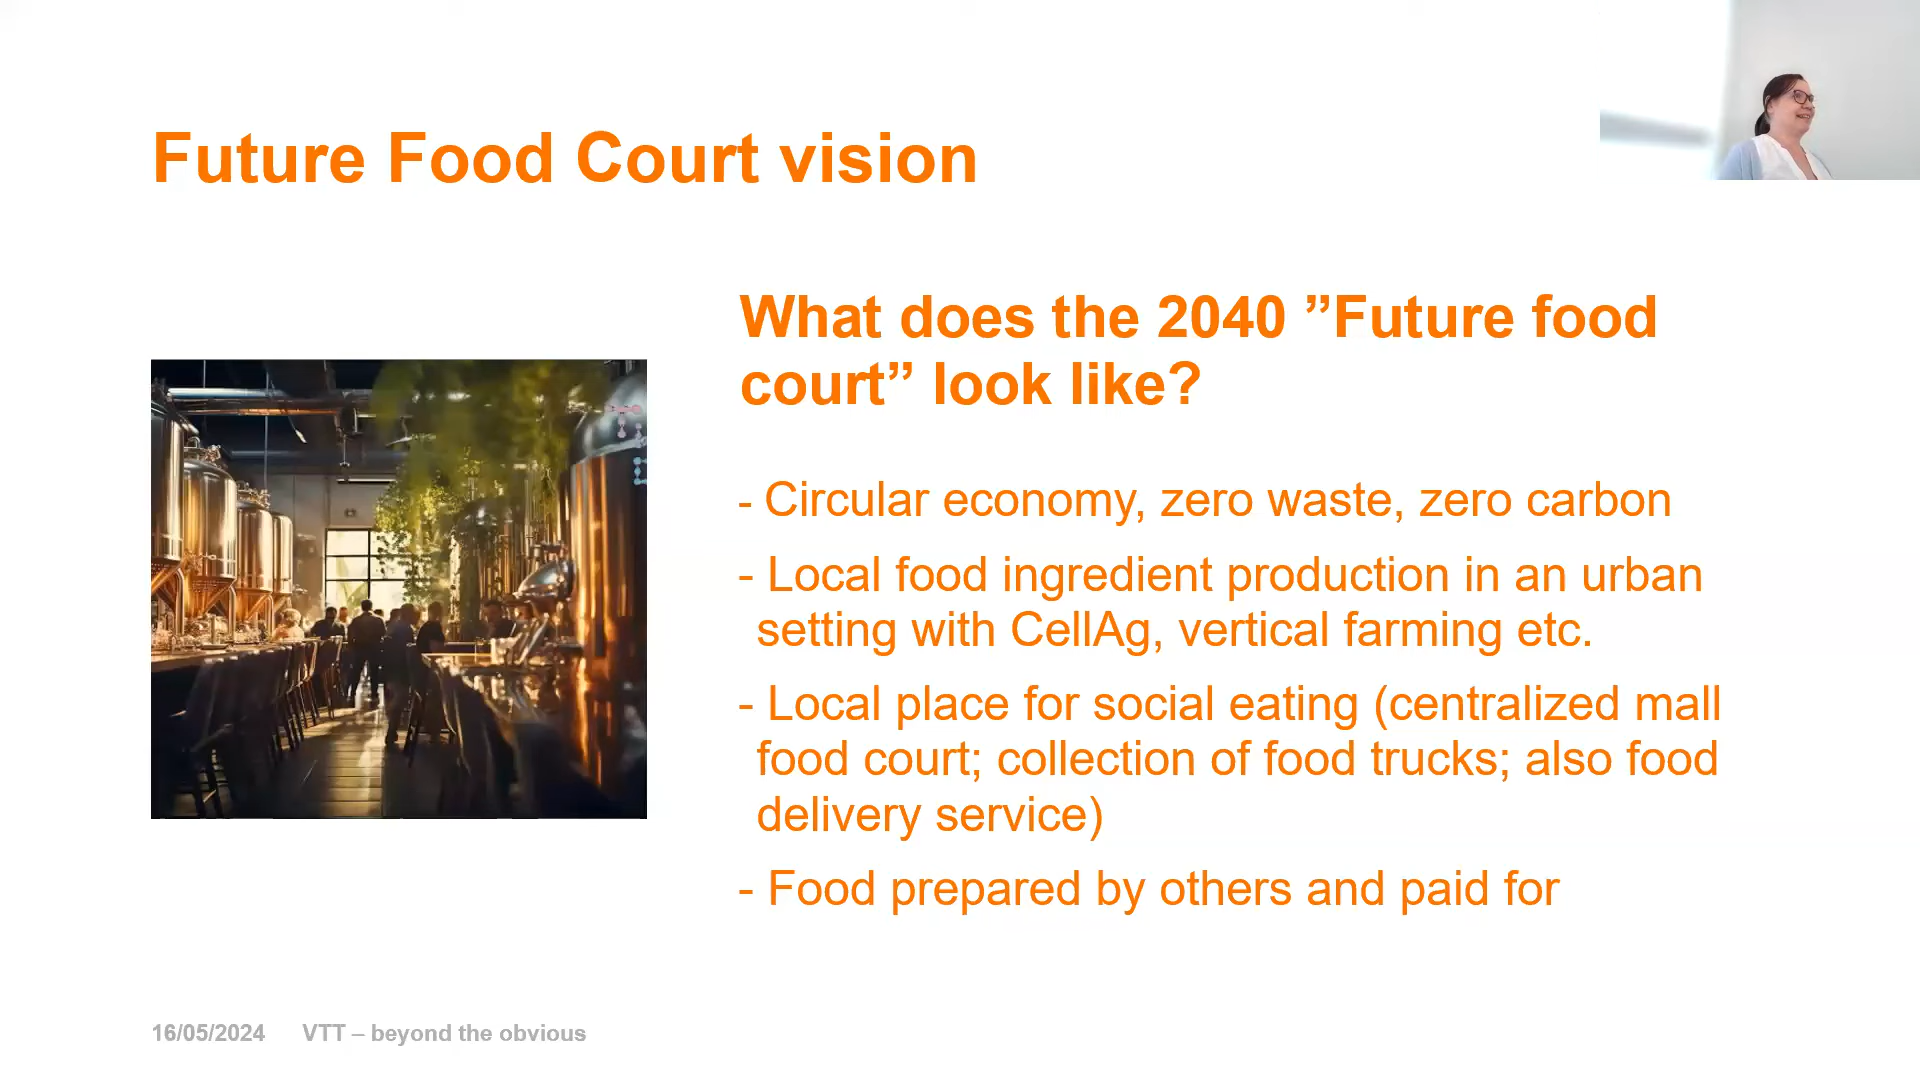 Future Food Court vision
What does the 2040 ”Future food
court” look like?
- Circular economy, zero waste, zero carbon
- Local food ingredient production in an urban
setting with CellAg, vertical farming etc.
- Local place for social eating (centralized mall
food court; collection of food trucks; also food
delivery service)
- Food prepared by others and paid for
16/05/2024 VTT – beyond the obvious